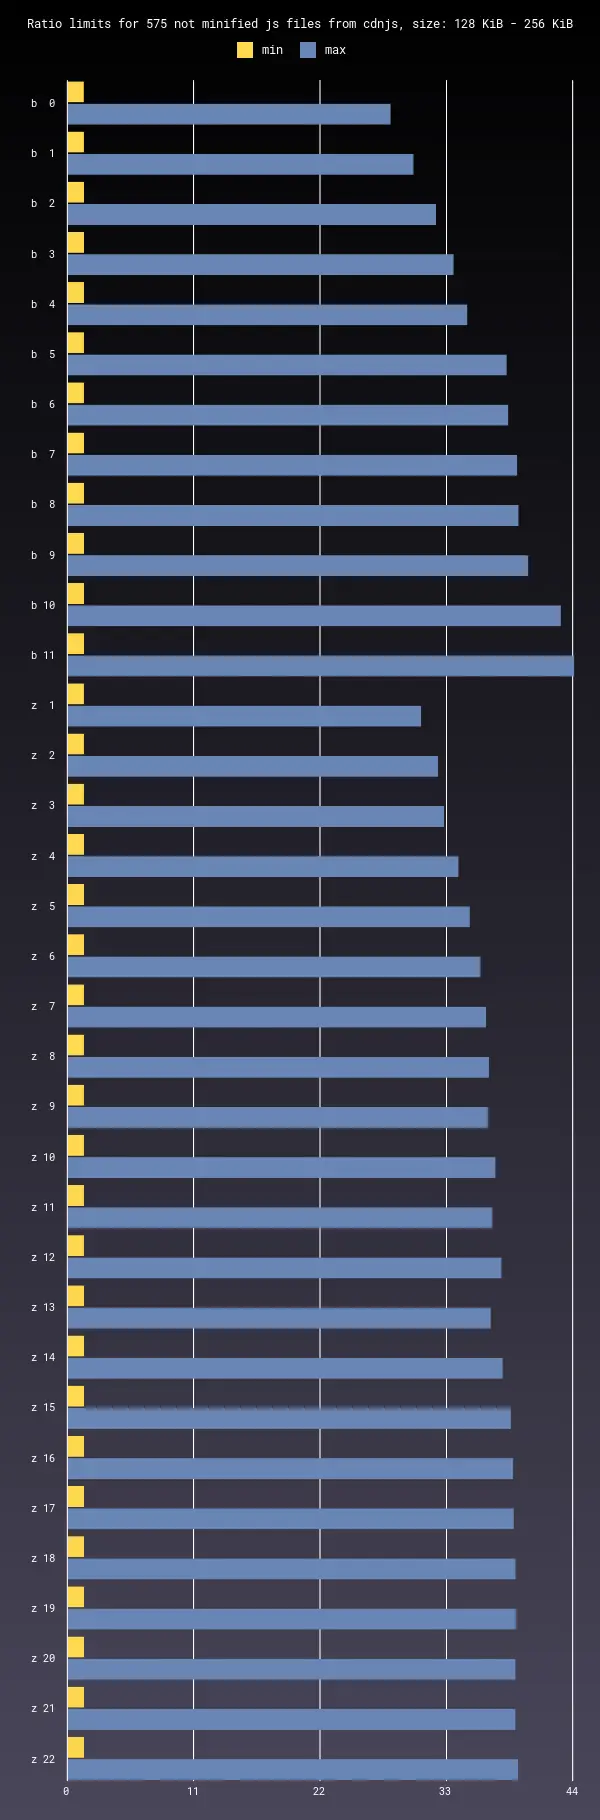 Ratio limits for 575 not minified js files from cdnjs, size: 128 KiB - 256 KiB
min max
b 0
b 1
b 2
b 3
b 4
b 5
b 6
b 7
b 8
b 9
b 10
b 11
z 1
z 2
z 3
z 4
z 5
z 6
z 7
z 8
z 9
z 10
z 11
z 12
z 13
z 14
z 15
z 16
z 17
z 18
z 19
z 20
z 21
z 22
0 11 22 33 44